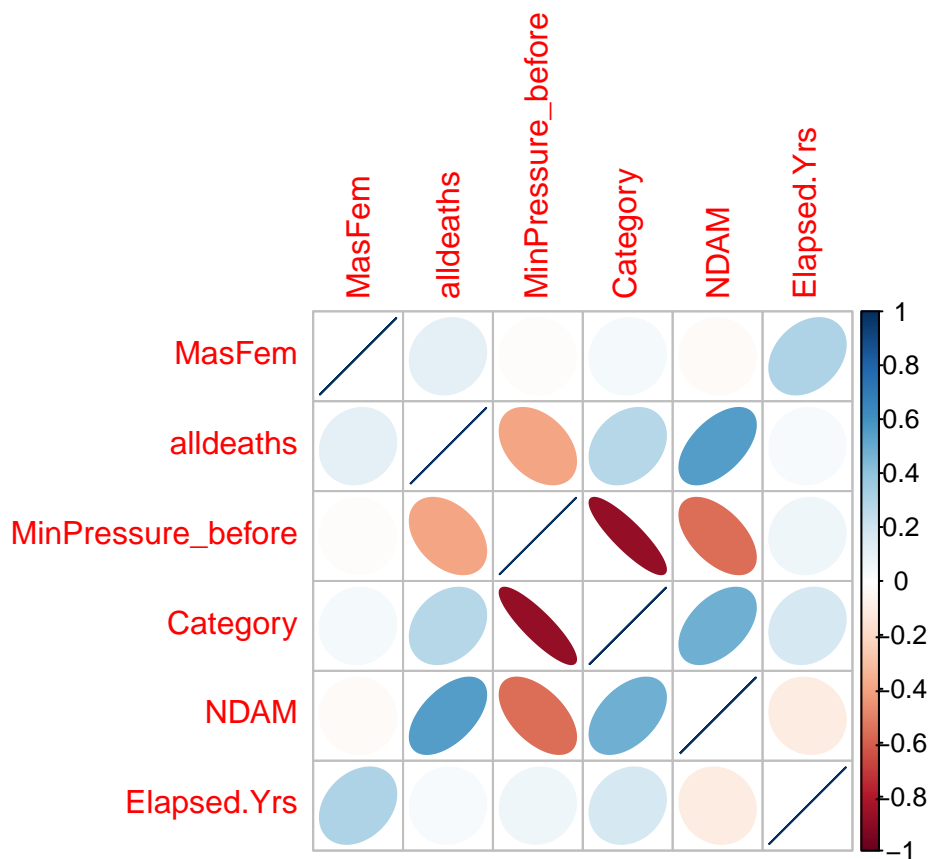 MasFem
alldeaths
MinPressure_before
Category
NDAM
Elapsed.Yrs
MasFem
alldeaths
MinPressure_before
Category
NDAM
Elapsed.Yrs
1
0.8
0.6
0.4
0.2
0
-0.2
-0.4
-0.6
-0.8
-1